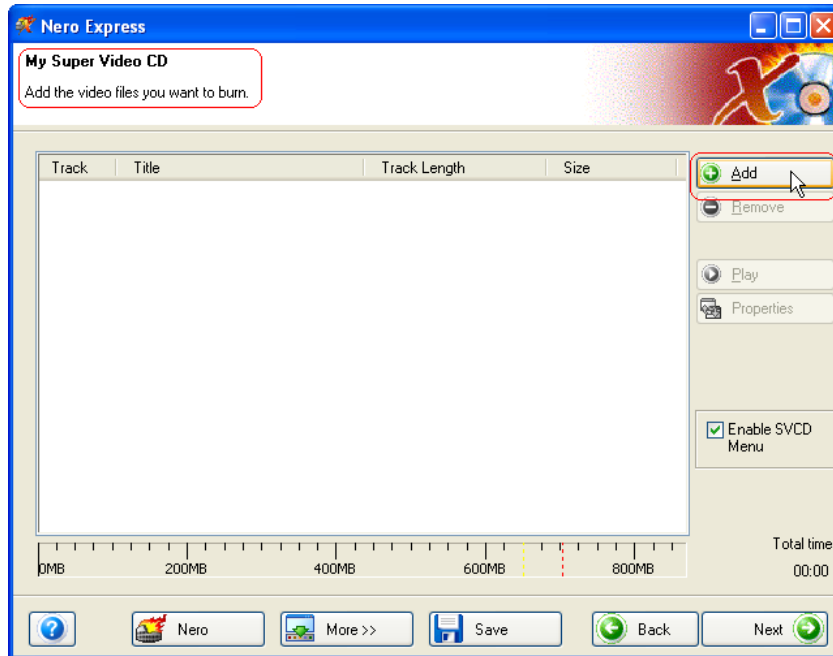 Nero Express
My Super Video CD
Add the video files you want to burn.
Track Title Track Length Size
Add
Remove
Play
Properties
Enable SVCD
Menu
0MB 200MB 400MB 600MB 800MB
Total time
00:00
Nero More >> Save Back Next